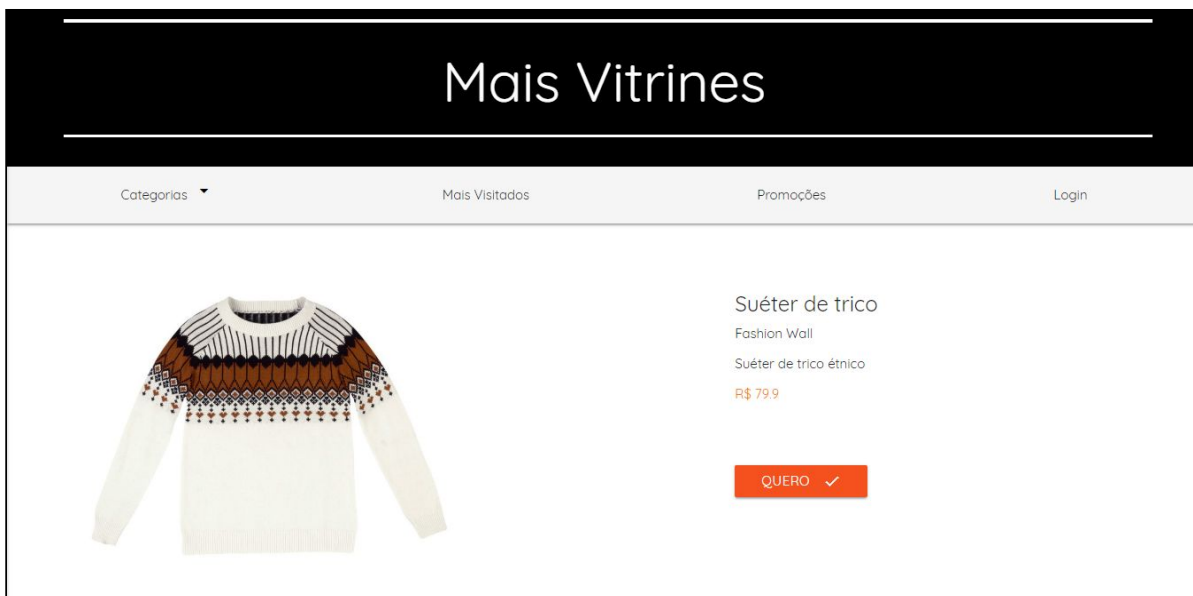 Mais Vitrines
Categorias
Mais Visitados
Promoções
Login
Suéter de trico
Fashion Wall
Suéter de trico étnico
R$ 79.9
QUERO